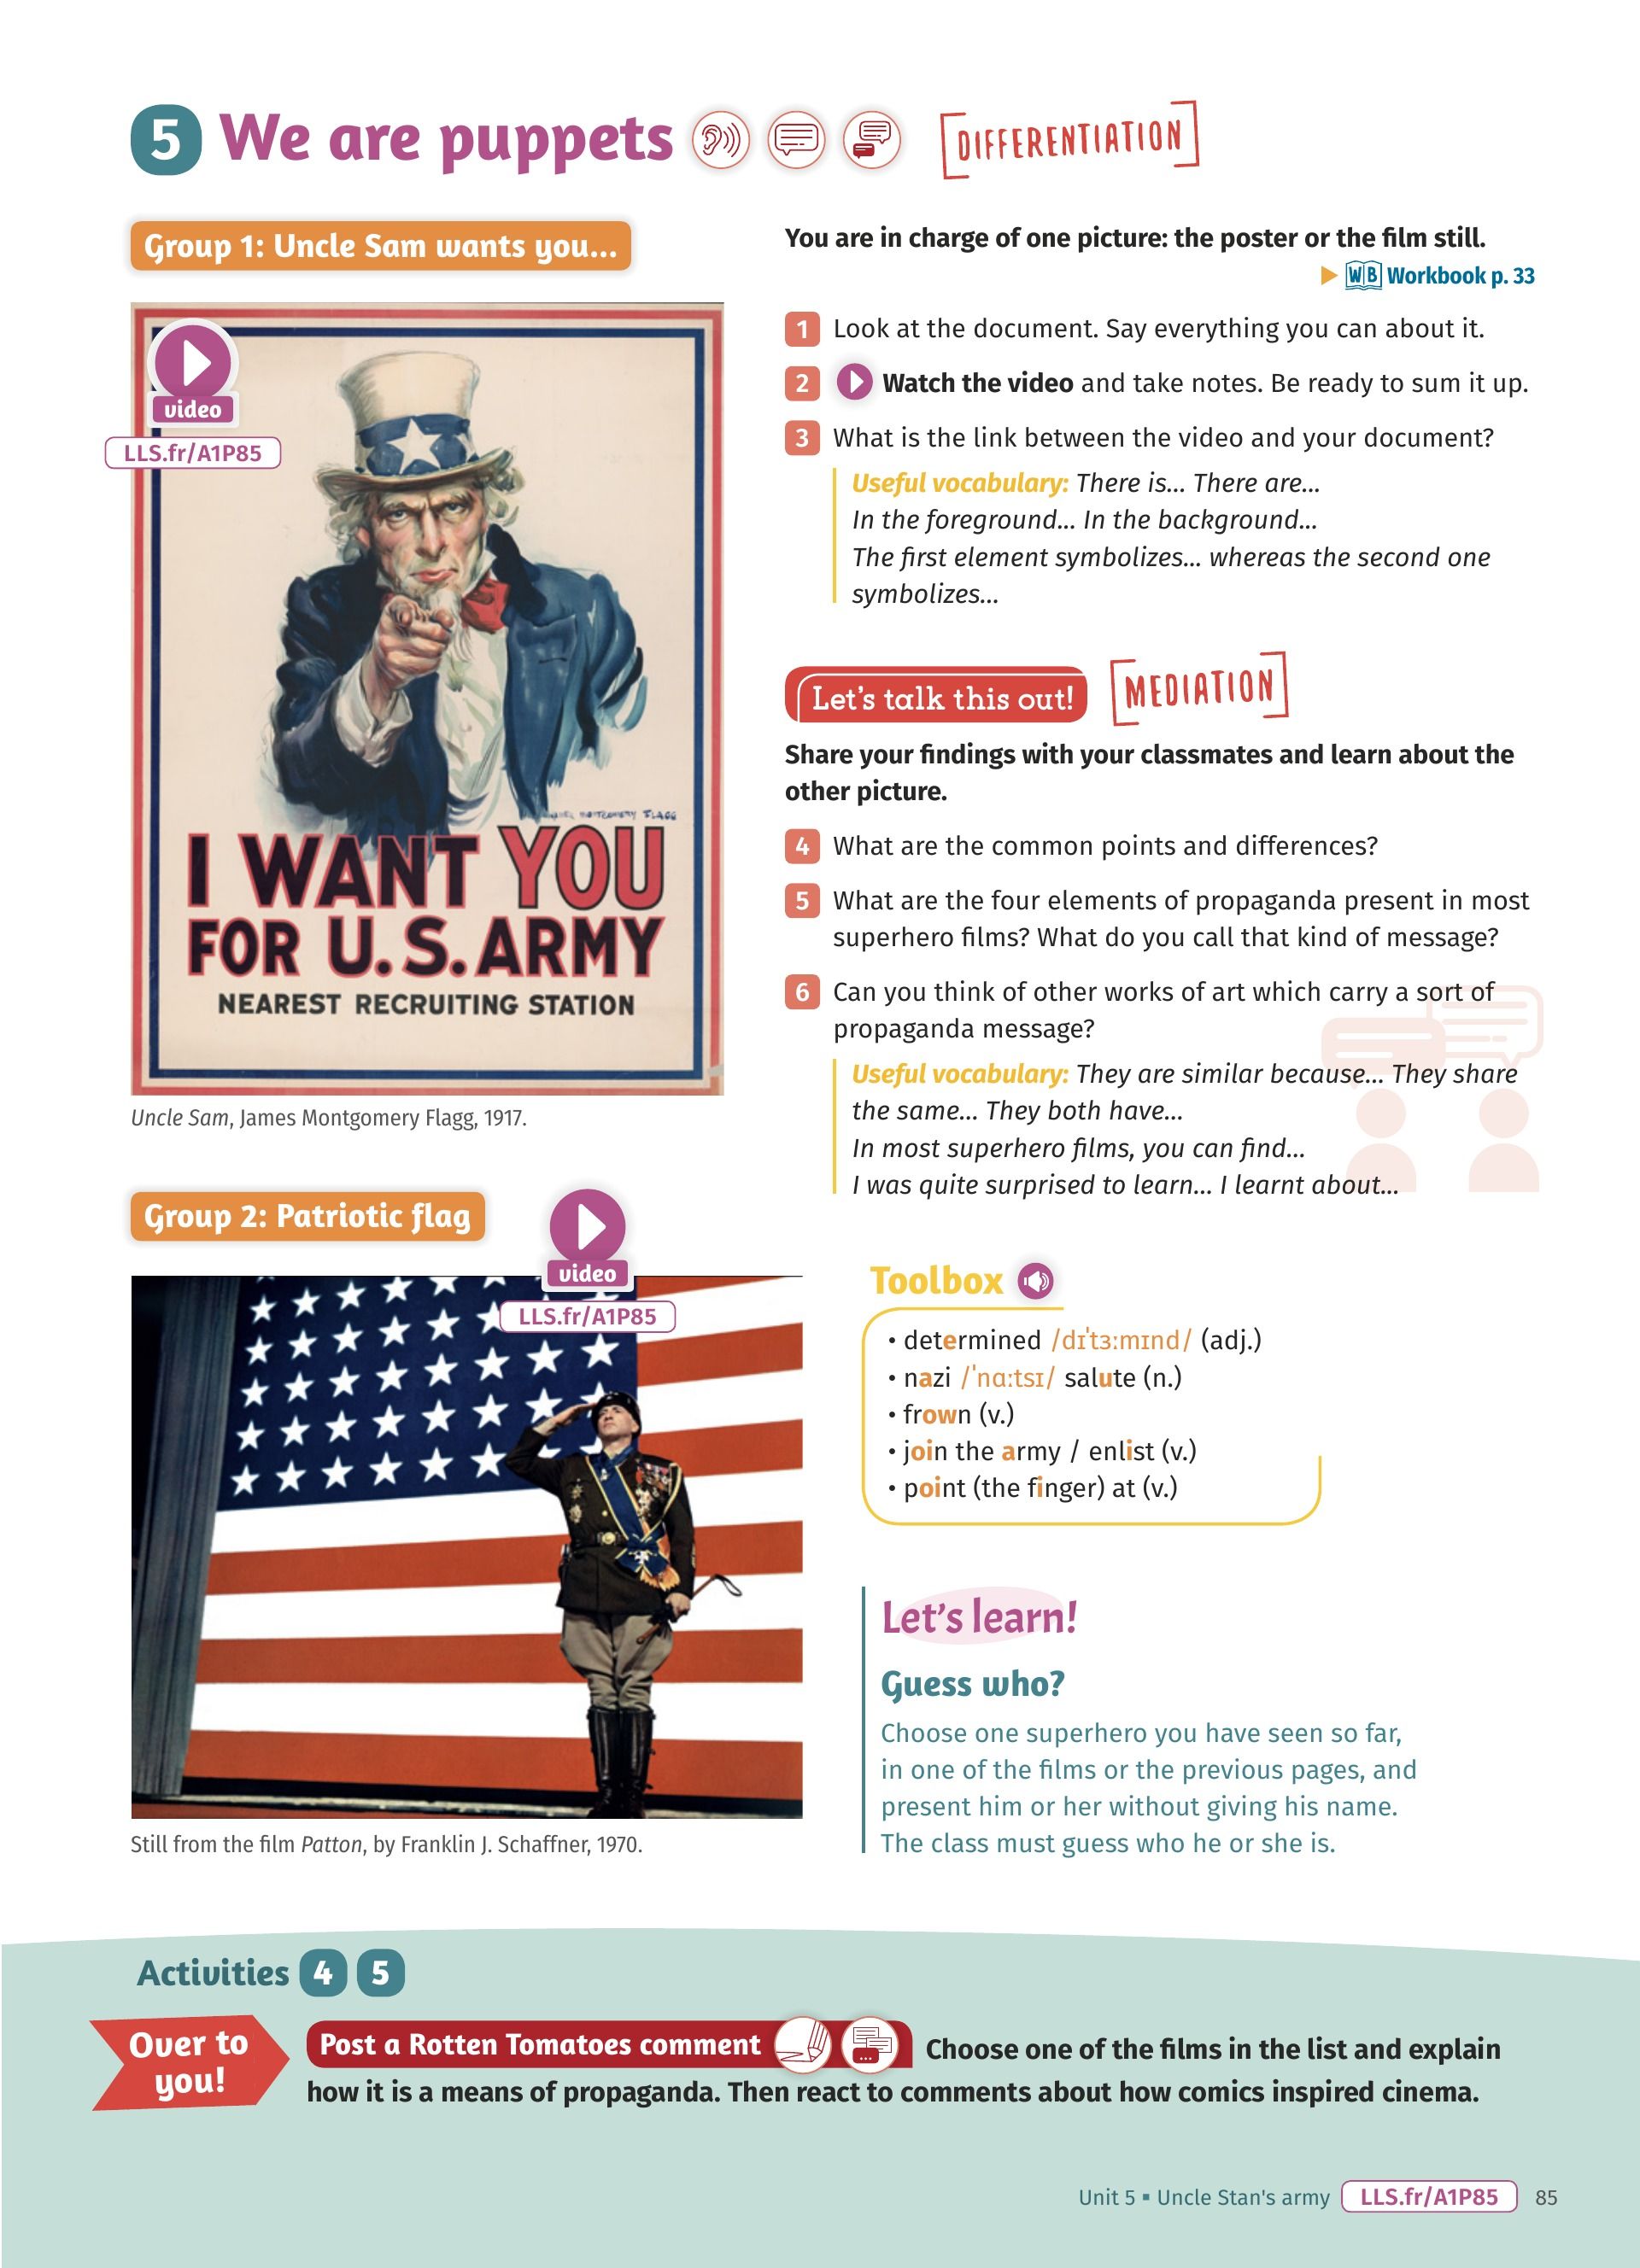 5 We are puppets
DIFFERENTIATION
Group 1: Uncle Sam wants you...
video
LLS.fr/A1P85
I WANT YOU
FOR U.S. ARMY
NEAREST RECRUITING STATION
Uncle Sam, James Montgomery Flagg, 1917.
Group 2: Patriotic flag
video
LLS.fr/A1P85
Still from the film Patton, by Franklin J. Schaffner, 1970.
You are in charge of one picture: the poster or the film still.
WB Workbook p. 33
1 Look at the document. Say everything you can about it.
2 Watch the video and take notes. Be ready to sum it up.
3 What is the link between the video and your document?
Useful vocabulary: There is... There are...
In the foreground... In the background...
The first element symbolizes... whereas the second one
symbolizes...
Let's talk this out!
MEDIATION
Share your findings with your classmates and learn about the
other picture.
4 What are the common points and differences?
5 What are the four elements of propaganda present in most
superhero films? What do you call that kind of message?
6 Can you think of other works of art which carry a sort of
propaganda message?
Useful vocabulary: They are similar because... They share
the same... They both have...
In most superhero films, you can find...
I was quite surprised to learn... I learnt about...
Toolbox
• determined /dɪˈtɜːmɪnd/ (adj.)
• nazi /ˈnɑːtsɪ/ salute (n.)
• frown (v.)
• join the army / enlist (v.)
• point (the finger) at (v.)
Let's learn!
Guess who?
Choose one superhero you have seen so far,
in one of the films or the previous pages, and
present him or her without giving his name.
The class must guess who he or she is.
Activities 4 5
Over to
you!
Post a Rotten Tomatoes comment Choose one of the films in the list and explain
how it is a means of propaganda. Then react to comments about how comics inspired cinema.
Unit 5 ▪ Uncle Stan's army LLS.fr/A1P85 85